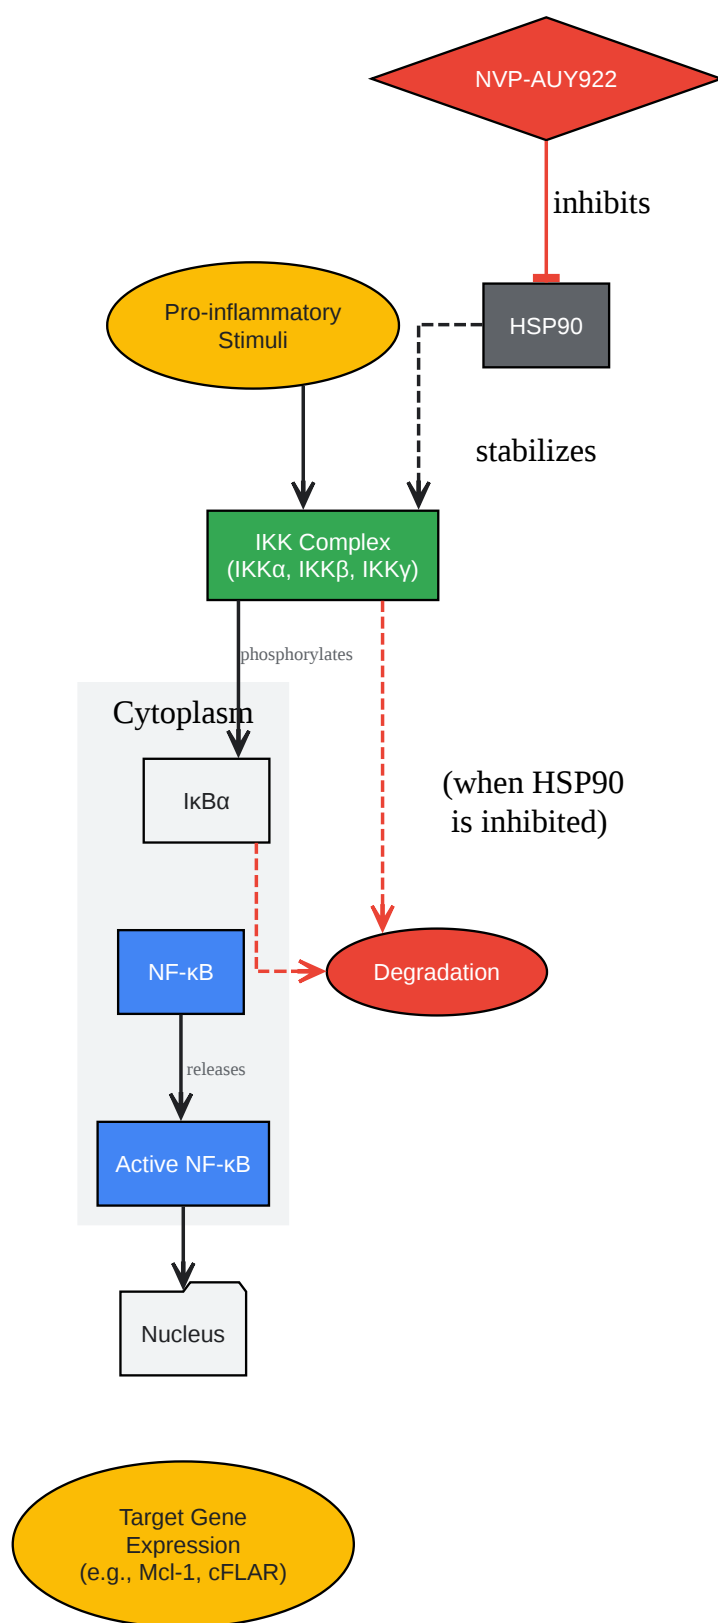 NVP-AUY922
inhibits
Pro-inflammatory
Stimuli
HSP90
stabilizes
IKK Complex
(IKKα, IKKβ, IKKγ)
phosphorylates
Cytoplasm
IκBα
(when HSP90
is inhibited)
NF-κB
Degradation
releases
Active NF-κB
Nucleus
Target Gene
Expression
(e.g., Mcl-1, cFLAR)